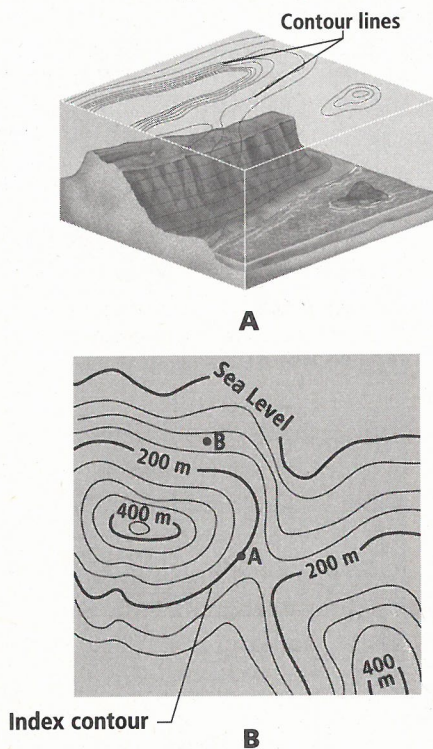 Contour lines
A
Sea Level
B
200 m
400 m
A
200 m
400
m
Index contour
B